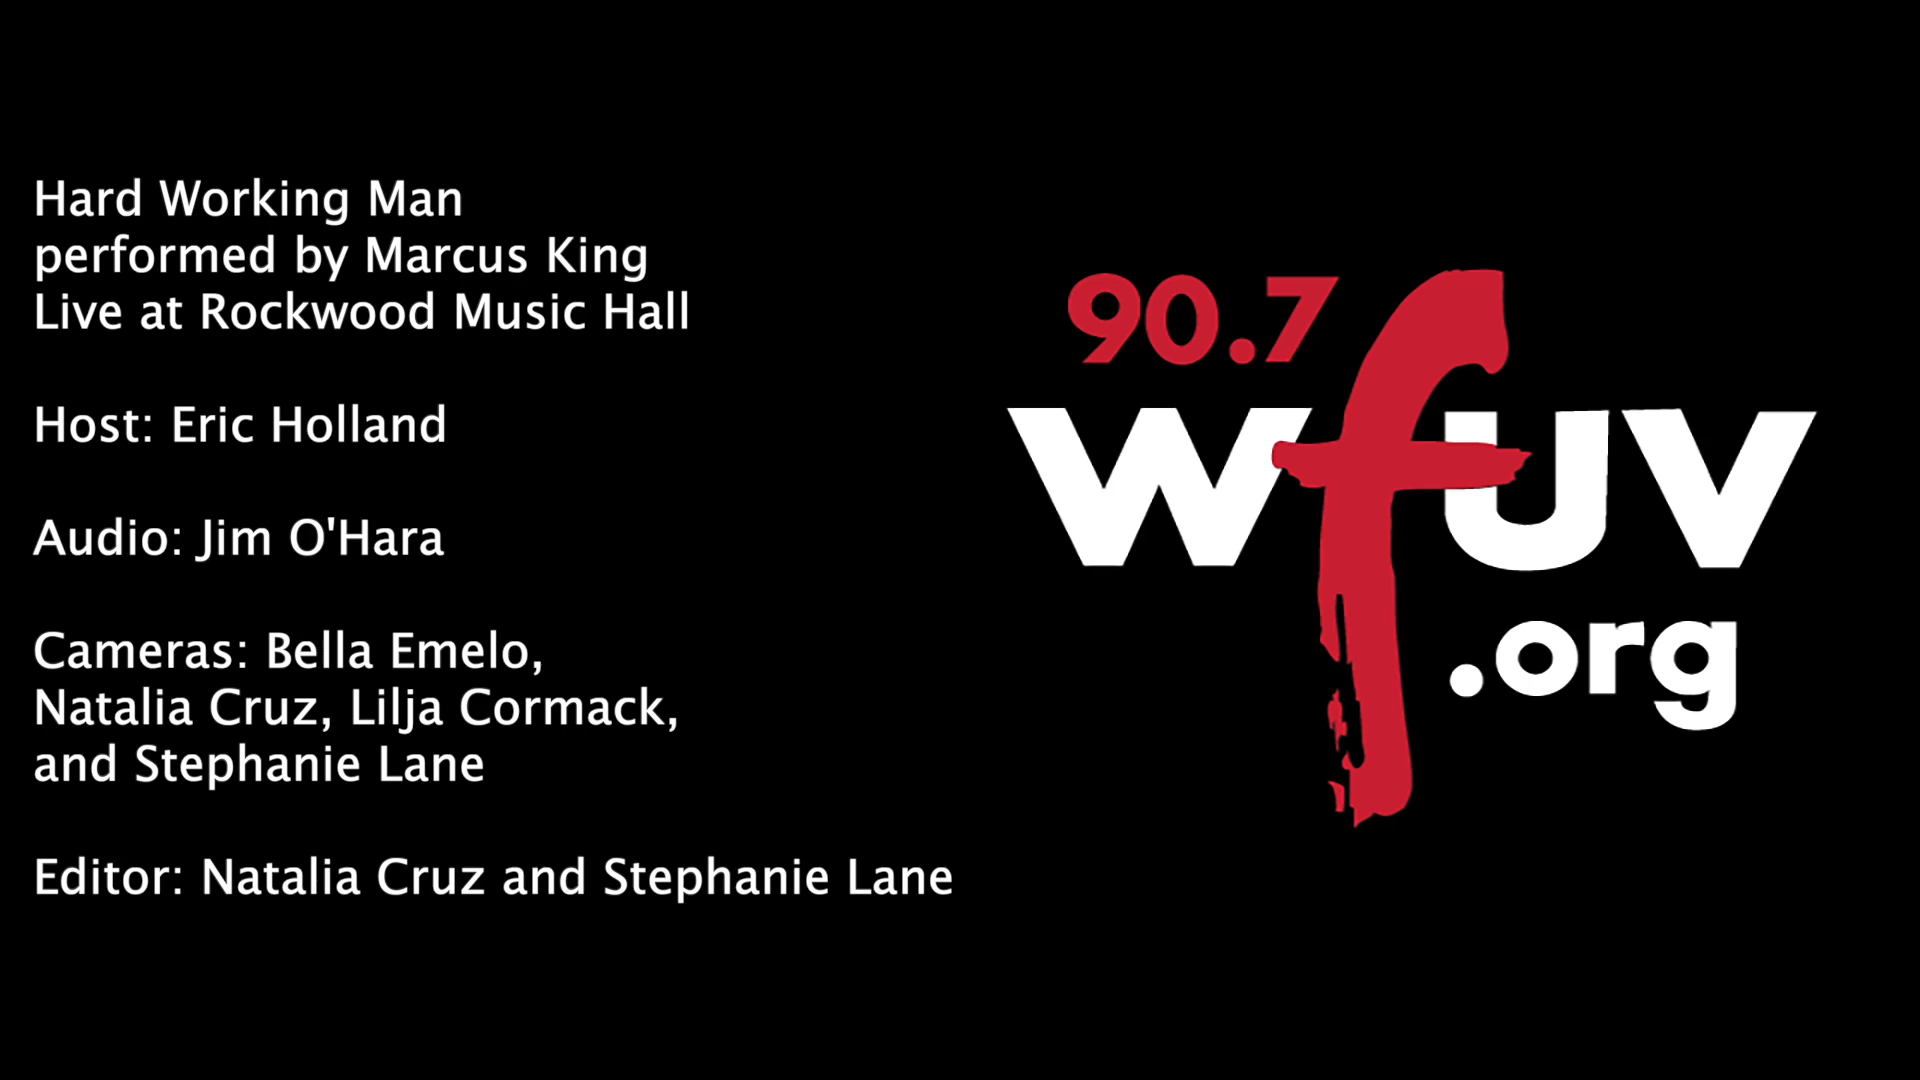 Hard Working Man
performed by Marcus King
Live at Rockwood Music Hall
Host: Eric Holland
Audio: Jim O'Hara
Cameras: Bella Emelo,
Natalia Cruz, Lilja Cormack,
and Stephanie Lane
Editor: Natalia Cruz and Stephanie Lane
90.7
wfuv
.org